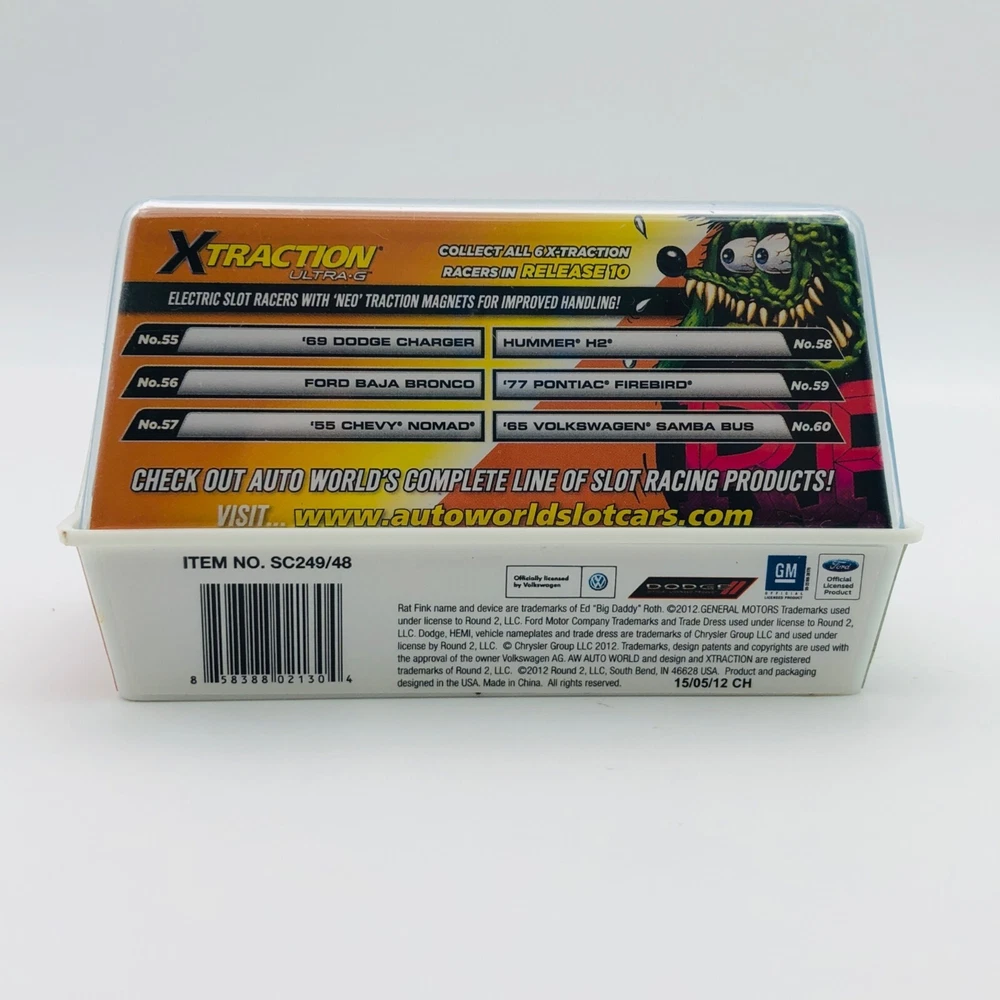 XTRACTION®
ULTRA·G™
COLLECT ALL 6 X-TRACTION
RACERS IN RELEASE 10
ELECTRIC SLOT RACERS WITH 'NEO' TRACTION MAGNETS FOR IMPROVED HANDLING!
No.55 '69 DODGE CHARGER HUMMER® H2® No.58
No.56 FORD BAJA BRONCO '77 PONTIAC® FIREBIRD® No.59
No.57 '55 CHEVY® NOMAD® '65 VOLKSWAGEN® SAMBA BUS No.60
CHECK OUT AUTO WORLD'S COMPLETE LINE OF SLOT RACING PRODUCTS!
VISIT... www.autoworldslotcars.com
ITEM NO. SC249/48
8 58388 02130 4
Officially licensed
by Volkswagen
DODGE
GM
OFFICIAL
LICENSED PRODUCT
Ford
Official
Licensed
Product
Rat Fink name and device are trademarks of Ed "Big Daddy" Roth. ©2012 GENERAL MOTORS Trademarks used
under license to Round 2, LLC. Ford Motor Company Trademarks and Trade Dress used under license to Round 2,
LLC. Dodge, HEMI, vehicle nameplates and trade dress are trademarks of Chrysler Group LLC and used under
license by Round 2, LLC. © Chrysler Group LLC 2012. Trademarks, design patents and copyrights are used with
the approval of the owner Volkswagen AG. AW AUTO WORLD and design and XTRACTION are registered
trademarks of Round 2, LLC. ©2012 Round 2, LLC, South Bend, IN 46628 USA. Product and packaging
designed in the USA. Made in China. All rights reserved. 15/05/12 CH